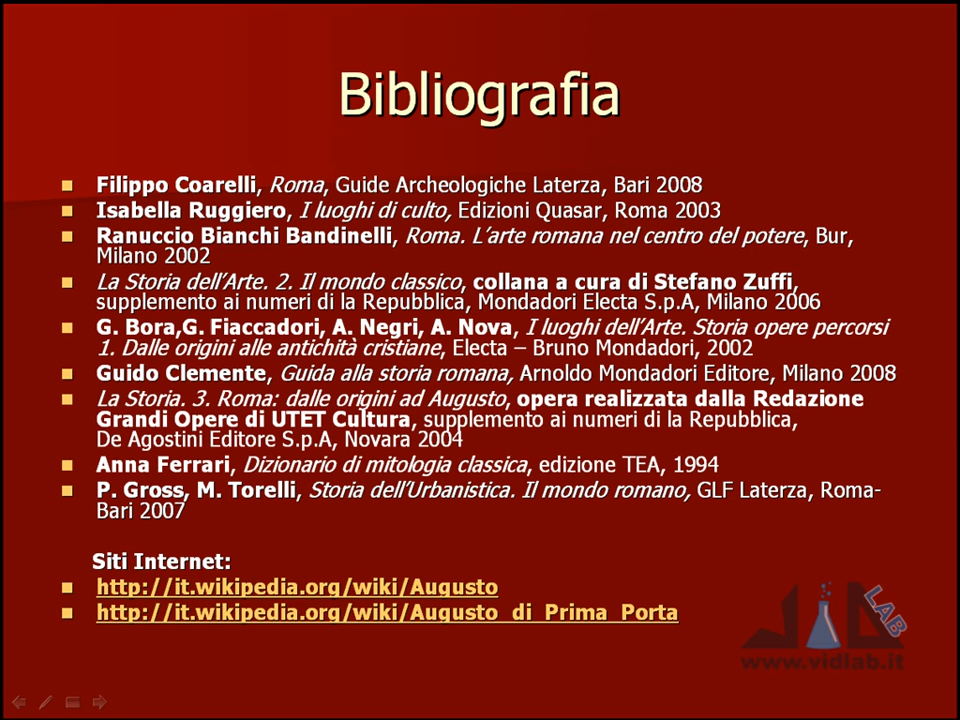 Bibliografia
Filippo Coarelli, Roma, Guide Archeologiche Laterza, Bari 2008
Isabella Ruggiero, I luoghi di culto, Edizioni Quasar, Roma 2003
Ranuccio Bianchi Bandinelli, Roma. L'arte romana nel centro del potere, Bur,
Milano 2002
La Storia dell'Arte. 2. Il mondo classico, collana a cura di Stefano Zuffi,
supplemento ai numeri di la Repubblica, Mondadori Electa S.p.A, Milano 2006
G. Bora,G. Fiaccadori, A. Negri, A. Nova, I luoghi dell'Arte. Storia opere percorsi
1. Dalle origini alle antichità cristiane, Electa – Bruno Mondadori, 2002
Guido Clemente, Guida alla storia romana, Arnoldo Mondadori Editore, Milano 2008
La Storia. 3. Roma: dalle origini ad Augusto, opera realizzata dalla Redazione
Grandi Opere di UTET Cultura, supplemento ai numeri di la Repubblica,
De Agostini Editore S.p.A, Novara 2004
Anna Ferrari, Dizionario di mitologia classica, edizione TEA, 1994
P. Gross, M. Torelli, Storia dell'Urbanistica. Il mondo romano, GLF Laterza, Roma-
Bari 2007
Siti Internet:
http://it.wikipedia.org/wiki/Augusto
http://it.wikipedia.org/wiki/Augusto_di_Prima_Porta
LAB
www.vidlab.it